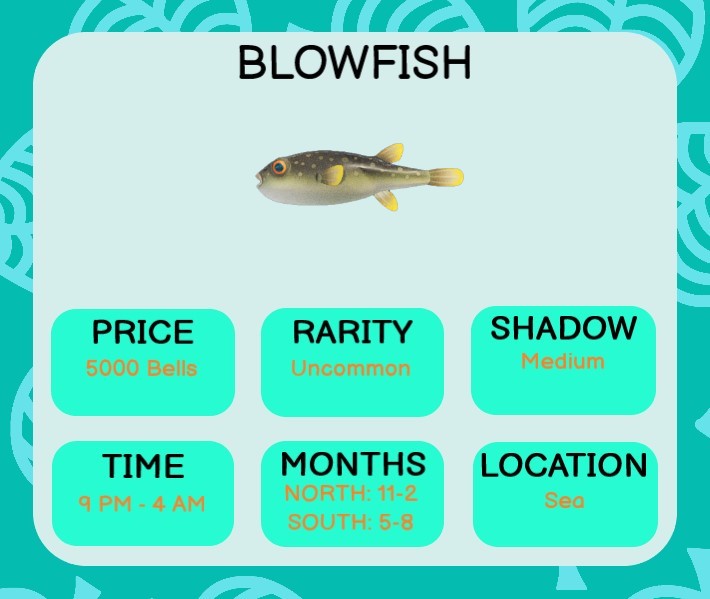 BLOWFISH
PRICE
5000 Bells
RARITY
Uncommon
SHADOW
Medium
TIME
9 PM - 4 AM
MONTHS
NORTH: 11-2
SOUTH: 5-8
LOCATION
Sea